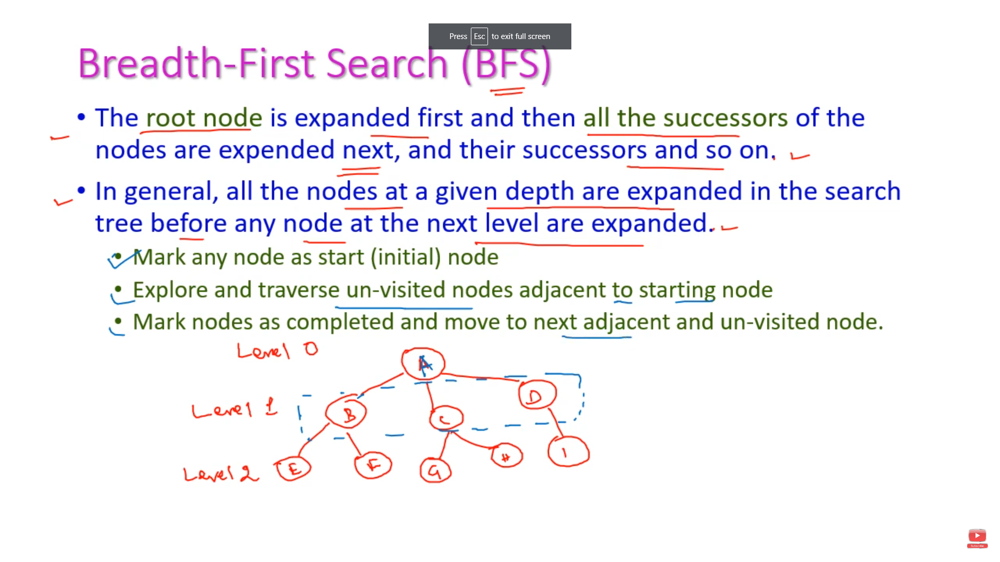 Press Esc to exit full screen
Breadth-First Search (BFS)
• The root node is expanded first and then all the successors of the
nodes are expended next, and their successors and so on.
• In general, all the nodes at a given depth are expanded in the search
tree before any node at the next level are expanded.
• Mark any node as start (initial) node
• Explore and traverse un-visited nodes adjacent to starting node
• Mark nodes as completed and move to next adjacent and un-visited node.
Level 0
A
D
Level 1
B
C
Level 2
E
F
G
H
I
Subscribe